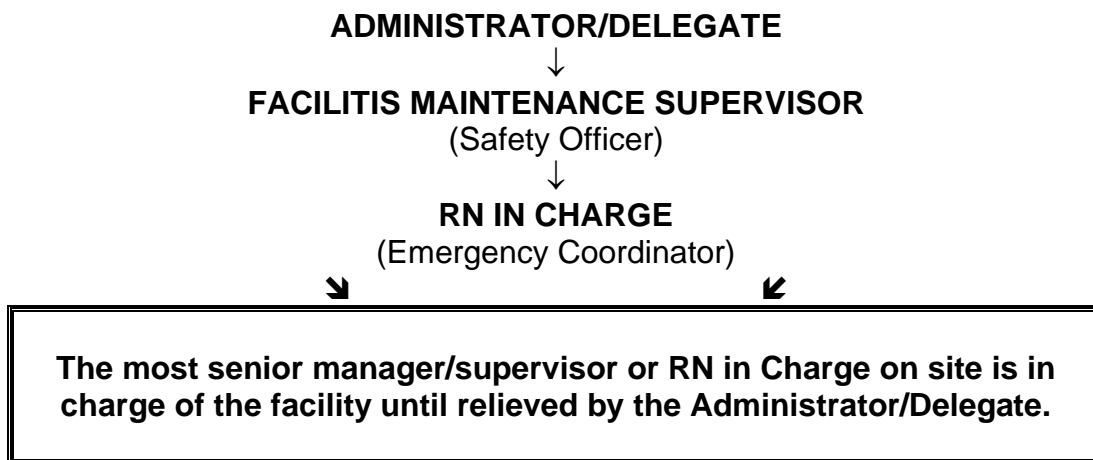 ADMINISTRATOR/DELEGATE
↓
FACILITIS MAINTENANCE SUPERVISOR
(Safety Officer)
↓
RN IN CHARGE
(Emergency Coordinator)
The most senior manager/supervisor or RN in Charge on site is in
charge of the facility until relieved by the Administrator/Delegate.